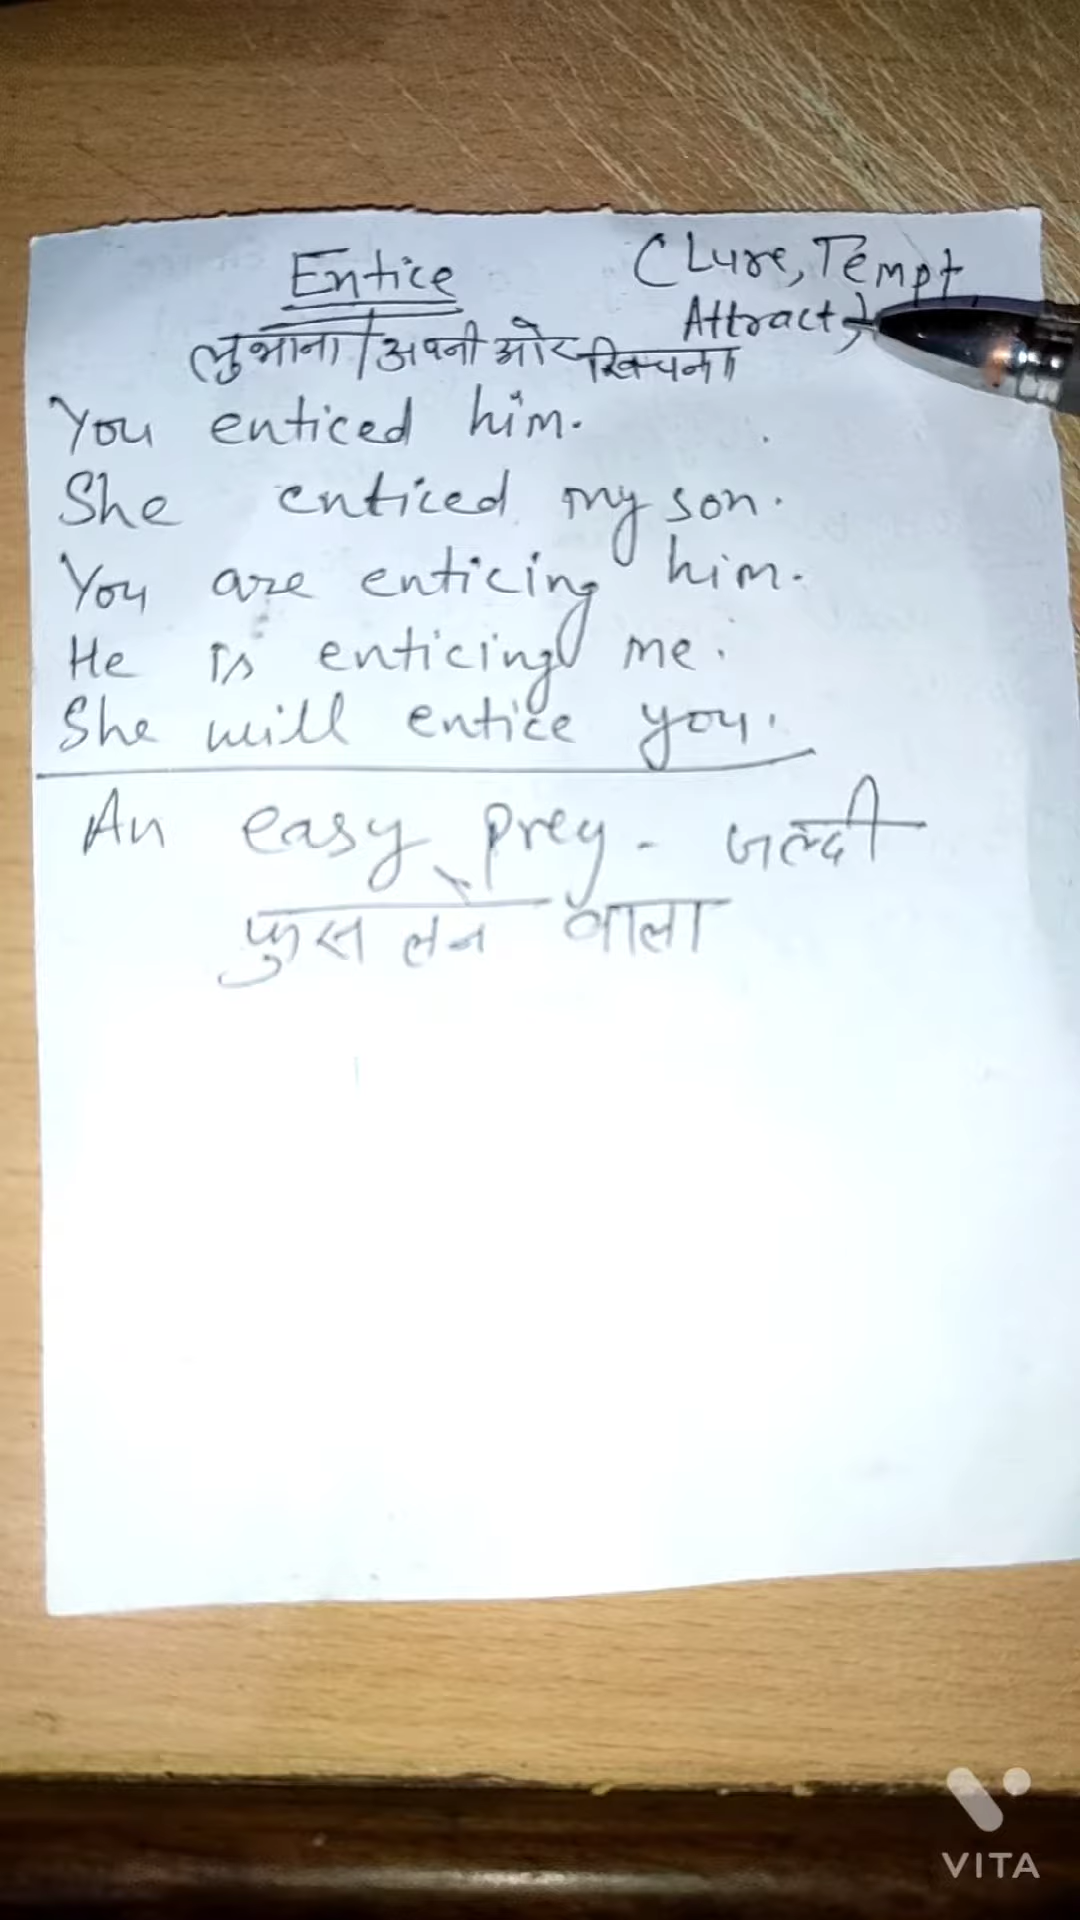 Entice (Lure, Tempt,
Attract)
लुभाना/अपनी ओर खिंचना
You enticed him.
She enticed my son.
You are enticing him.
He is enticing me.
She will entice you.
An easy prey - जल्दी
फुसलने वाला
VITA